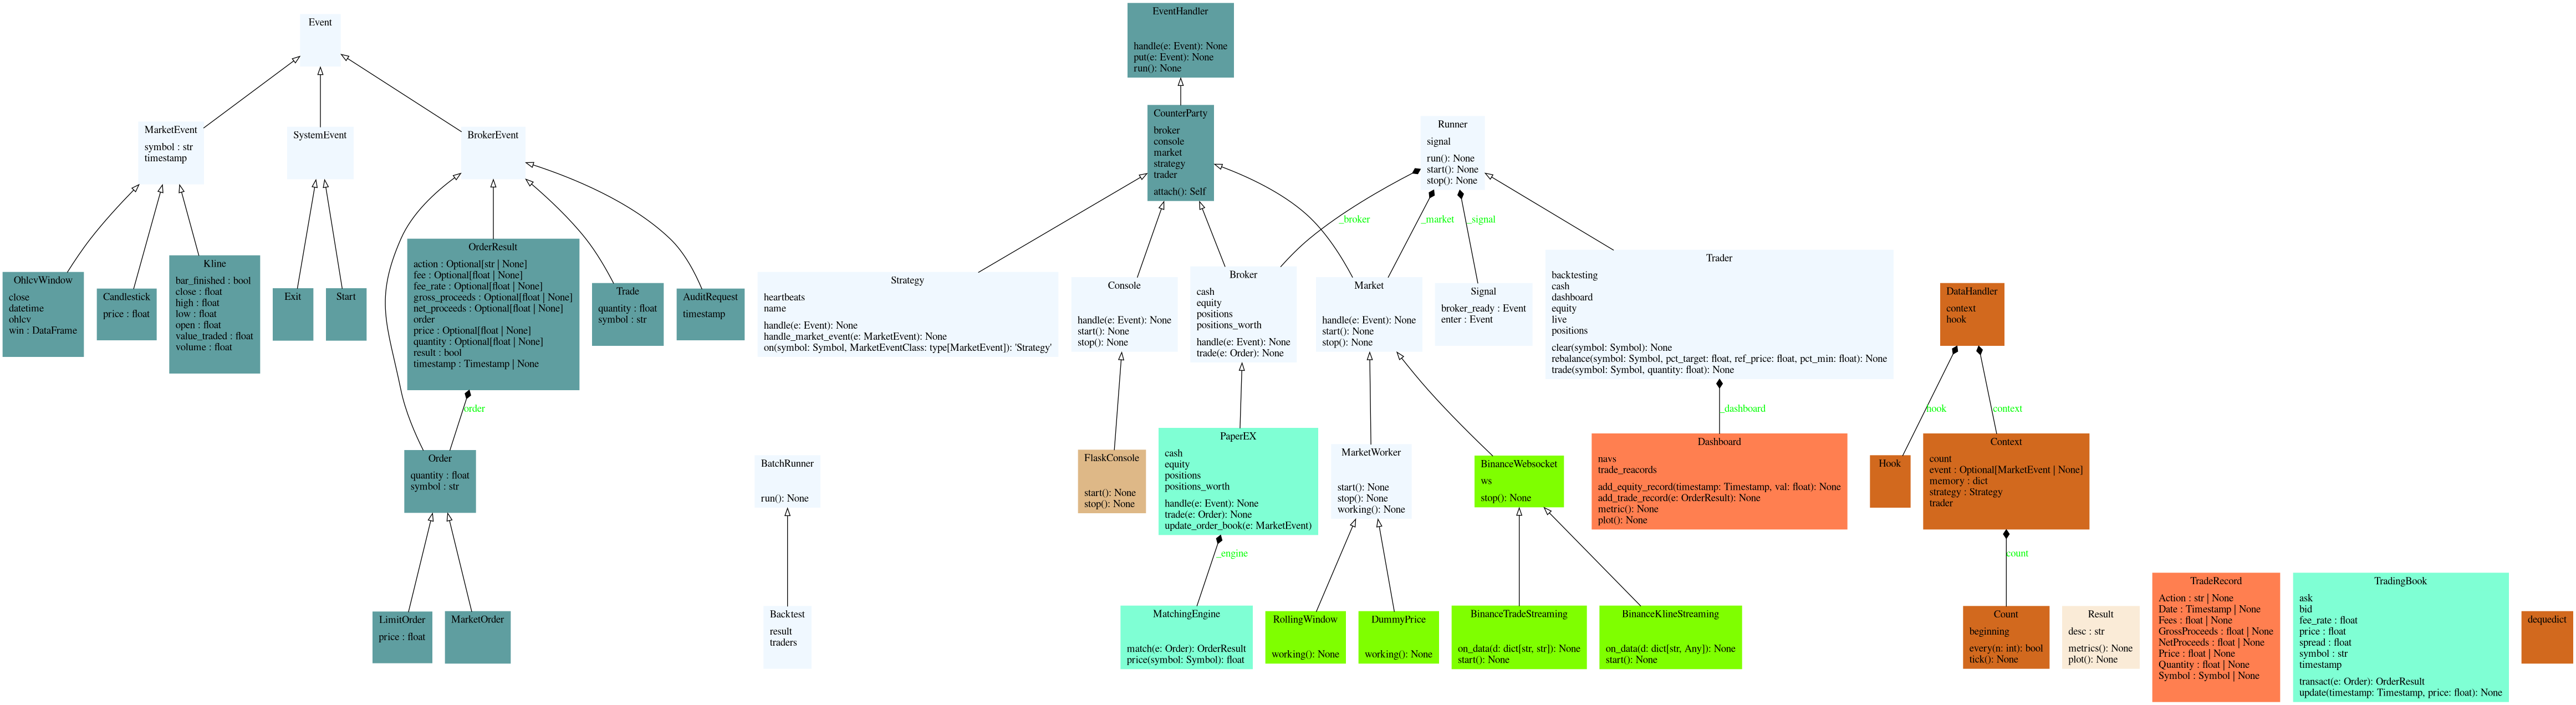 Event
EventHandler
handle(e: Event): None
put(e: Event): None
run(): None
MarketEvent
symbol : str
timestamp
SystemEvent
BrokerEvent
CounterParty
broker
console
market
strategy
trader
attach(): Self
Runner
signal
run(): None
start(): None
stop(): None
_broker
_market
_signal
OhlcvWindow
close
datetime
ohlcv
win : DataFrame
Candlestick
price : float
Kline
bar_finished : bool
close : float
high : float
low : float
open : float
value_traded : float
volume : float
Exit
Start
OrderResult
action : Optional[str | None]
fee : Optional[float | None]
fee_rate : Optional[float | None]
gross_proceeds : Optional[float | None]
net_proceeds : Optional[float | None]
order
price : Optional[float | None]
quantity : Optional[float | None]
result : bool
timestamp : Timestamp | None
Trade
quantity : float
symbol : str
AuditRequest
timestamp
Strategy
heartbeats
name
handle(e: Event): None
handle_market_event(e: MarketEvent): None
on(symbol: Symbol, MarketEventClass: type[MarketEvent]): 'Strategy'
Console
handle(e: Event): None
start(): None
stop(): None
Broker
cash
equity
positions
positions_worth
handle(e: Event): None
trade(e: Order): None
Market
handle(e: Event): None
start(): None
stop(): None
Signal
broker_ready : Event
enter : Event
Trader
backtesting
cash
dashboard
equity
live
positions
clear(symbol: Symbol): None
rebalance(symbol: Symbol, pct_target: float, ref_price: float, pct_min: float): None
trade(symbol: Symbol, quantity: float): None
DataHandler
context
hook
order
_dashboard
hook
context
Order
quantity : float
symbol : str
BatchRunner
run(): None
FlaskConsole
start(): None
stop(): None
PaperEX
cash
equity
positions
positions_worth
handle(e: Event): None
trade(e: Order): None
update_order_book(e: MarketEvent)
MarketWorker
start(): None
stop(): None
working(): None
BinanceWebsocket
ws
stop(): None
Dashboard
navs
trade_reacords
add_equity_record(timestamp: Timestamp, val: float): None
add_trade_record(e: OrderResult): None
metric(): None
plot(): None
Hook
Context
count
event : Optional[MarketEvent | None]
memory : dict
strategy : Strategy
trader
_engine
count
LimitOrder
price : float
MarketOrder
Backtest
result
traders
MatchingEngine
match(e: Order): OrderResult
price(symbol: Symbol): float
RollingWindow
working(): None
DummyPrice
working(): None
BinanceTradeStreaming
on_data(d: dict[str, str]): None
start(): None
BinanceKlineStreaming
on_data(d: dict[str, Any]): None
start(): None
Count
beginning
every(n: int): bool
tick(): None
Result
desc : str
metrics(): None
plot(): None
TradeRecord
Action : str | None
Date : Timestamp | None
Fees : float | None
GrossProceeds : float | None
NetProceeds : float | None
Price : float | None
Quantity : float | None
Symbol : Symbol | None
TradingBook
ask
bid
fee_rate : float
price : float
spread : float
symbol : str
timestamp
transact(e: Order): OrderResult
update(timestamp: Timestamp, price: float): None
dequedict